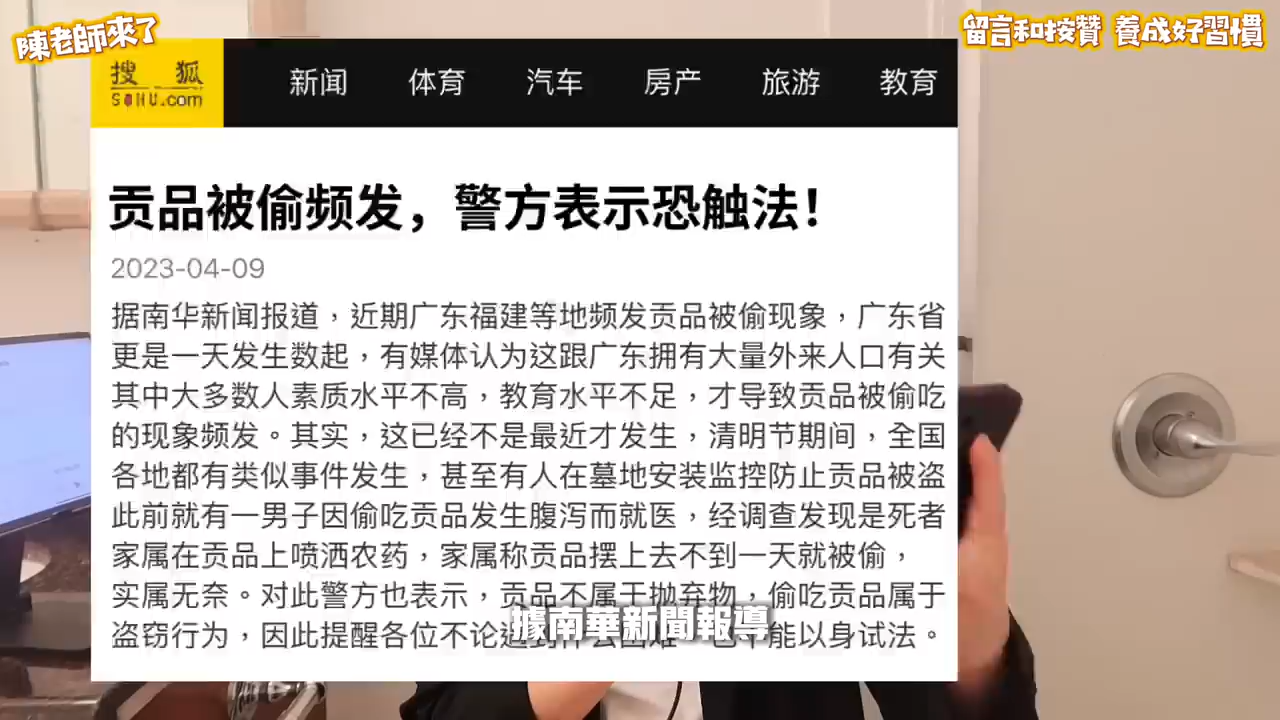 陳老師來了
留言和按讚 養成好習慣
搜狐
SOHU.com
新闻 体育 汽车 房产 旅游 教育
贡品被偷频发，警方表示恐触法！
2023-04-09
据南华新闻报道，近期广东福建等地频发贡品被偷现象，广东省
更是一天发生数起，有媒体认为这跟广东拥有大量外来人口有关
其中大多数人素质水平不高，教育水平不足，才导致贡品被偷吃
的现象频发。其实，这已经不是最近才发生，清明节期间，全国
各地都有类似事件发生，甚至有人在墓地安装监控防止贡品被盗
此前就有一男子因偷吃贡品发生腹泻而就医，经调查发现是死者
家属在贡品上喷洒农药，家属称贡品摆上去不到一天就被偷，
实属无奈。对此警方也表示，贡品不属于抛弃物，偷吃贡品属于
盗窃行为，因此提醒各位不论 能以身试法。
據南華新聞報導